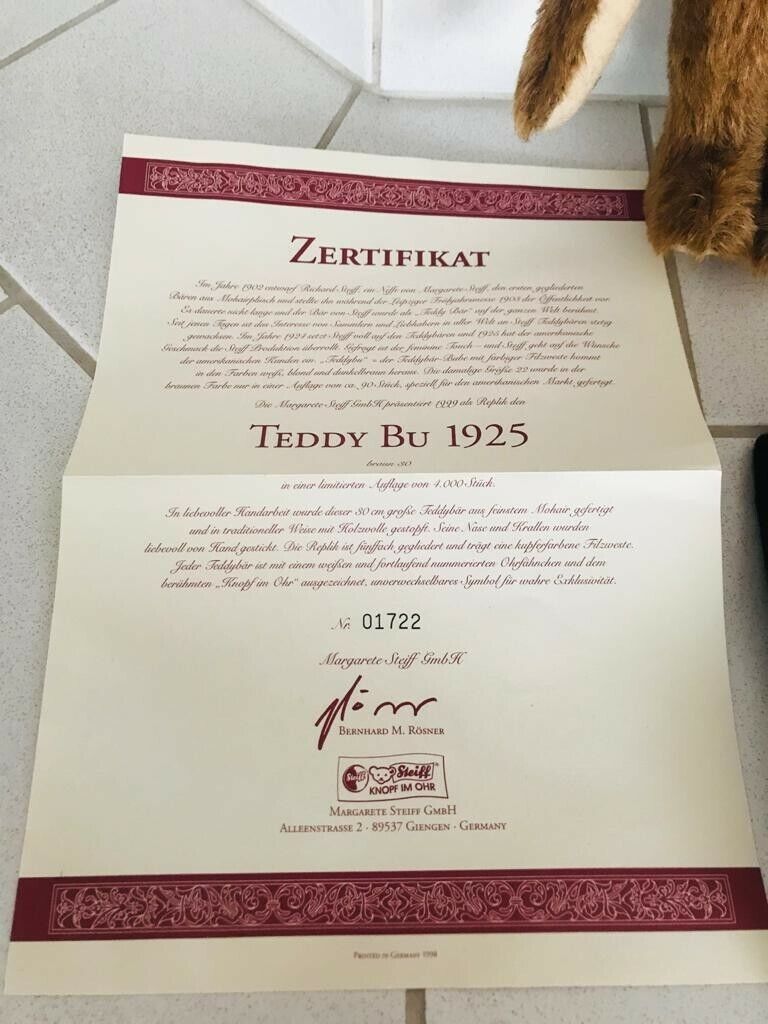 ZERTIFIKAT
Im Jahre 1902 entwarf Richard Steiff, ein Neffe von Margarete Steiff, den ersten gegliederten
Bären aus Mohairplüsch und stellte ihn während der Leipziger Frühjahrsmesse 1903 der Öffentlichkeit vor.
Es dauerte nicht lange und der Bär von Steiff wurde als „Teddy Bär" auf der ganzen Welt berühmt.
Seit jenen Tagen ist das Interesse von Sammlern und Liebhabern in aller Welt an Steiff Teddybären stetig
gewachsen. Im Jahre 1924 setzt Steiff voll auf den Teddybären und 1925 hat der amerikanische
Geschmack die Steiff Produktion überrollt. Gefragt ist der feminine Touch – und Steiff geht auf die Wünsche
der amerikanischen Kunden ein. „Teddybu" = der Teddybär-Bube mit farbiger Filzweste kommt
in den Farben weiß, blond und dunkelbraun heraus. Die damalige Größe 22 wurde in der
braunen Farbe nur in einer Auflage von ca. 90 Stück, speziell für den amerikanischen Markt gefertigt.
Die Margarete Steiff GmbH präsentiert 1999 als Replik den
TEDDY BU 1925
braun 30
in einer limitierten Auflage von 4.000 Stück.
In liebevoller Handarbeit wurde dieser 30 cm große Teddybär aus feinstem Mohair gefertigt
und in traditioneller Weise mit Holzwolle gestopft. Seine Nase und Krallen wurden
liebevoll von Hand gestickt. Die Replik ist fünffach gegliedert und trägt eine kupferfarbene Filzweste.
Jeder Teddybär ist mit einem weißen und fortlaufend nummerierten Ohrfähnchen und dem
berühmten „Knopf im Ohr" ausgezeichnet, unverwechselbares Symbol für wahre Exklusivität.
Nr. 01722
Margarete Steiff GmbH
BERNHARD M. RÖSNER
Steiff Steiff
KNOPF IM OHR
MARGARETE STEIFF GMBH
ALLEENSTRASSE 2 · 89537 GIENGEN · GERMANY
PRINTED IN GERMANY 1998